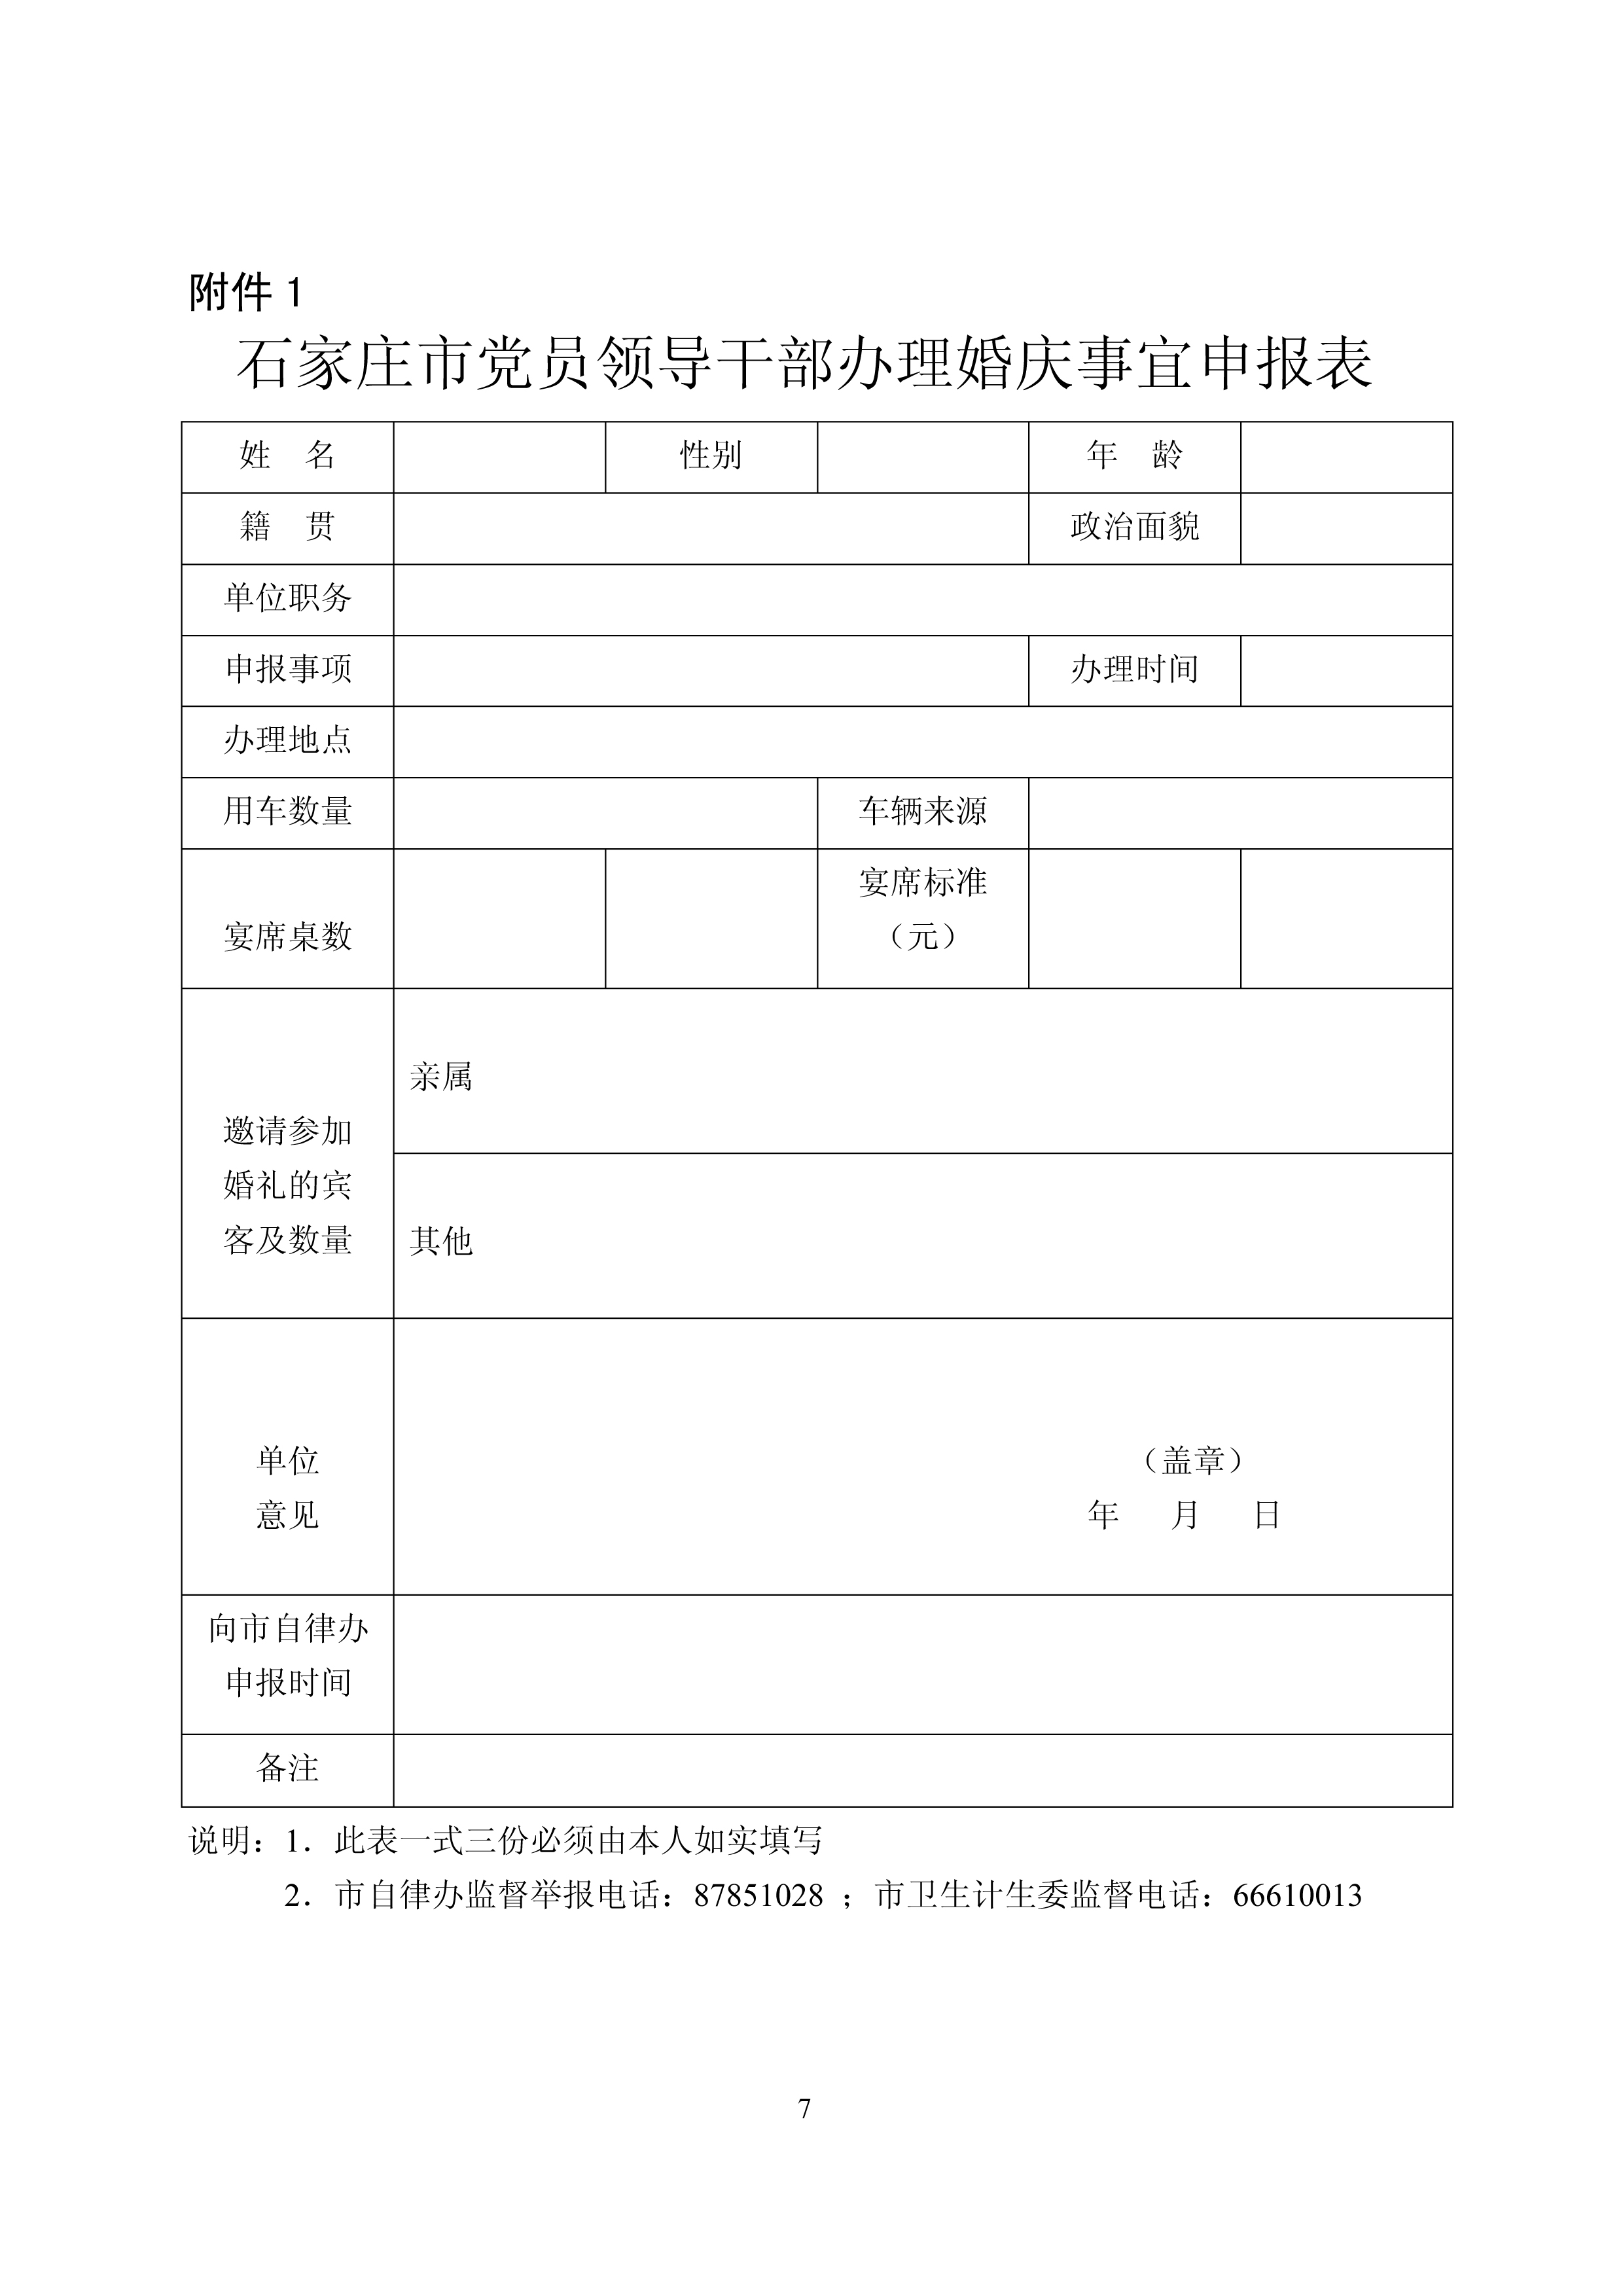 附件1
石家庄市党员领导干部办理婚庆事宜申报表
姓　名　性别　年　龄
籍　贯　政治面貌
单位职务
申报事项　办理时间
办理地点
用车数量　车辆来源
宴席桌数　宴席标准
（元）
亲属
邀请参加
婚礼的宾
客及数量
其他
单位
意见
（盖章）
年　月　日
向市自律办
申报时间
备注
说明：1．此表一式三份必须由本人如实填写
2．市自律办监督举报电话：87851028 ；市卫生计生委监督电话：66610013
7